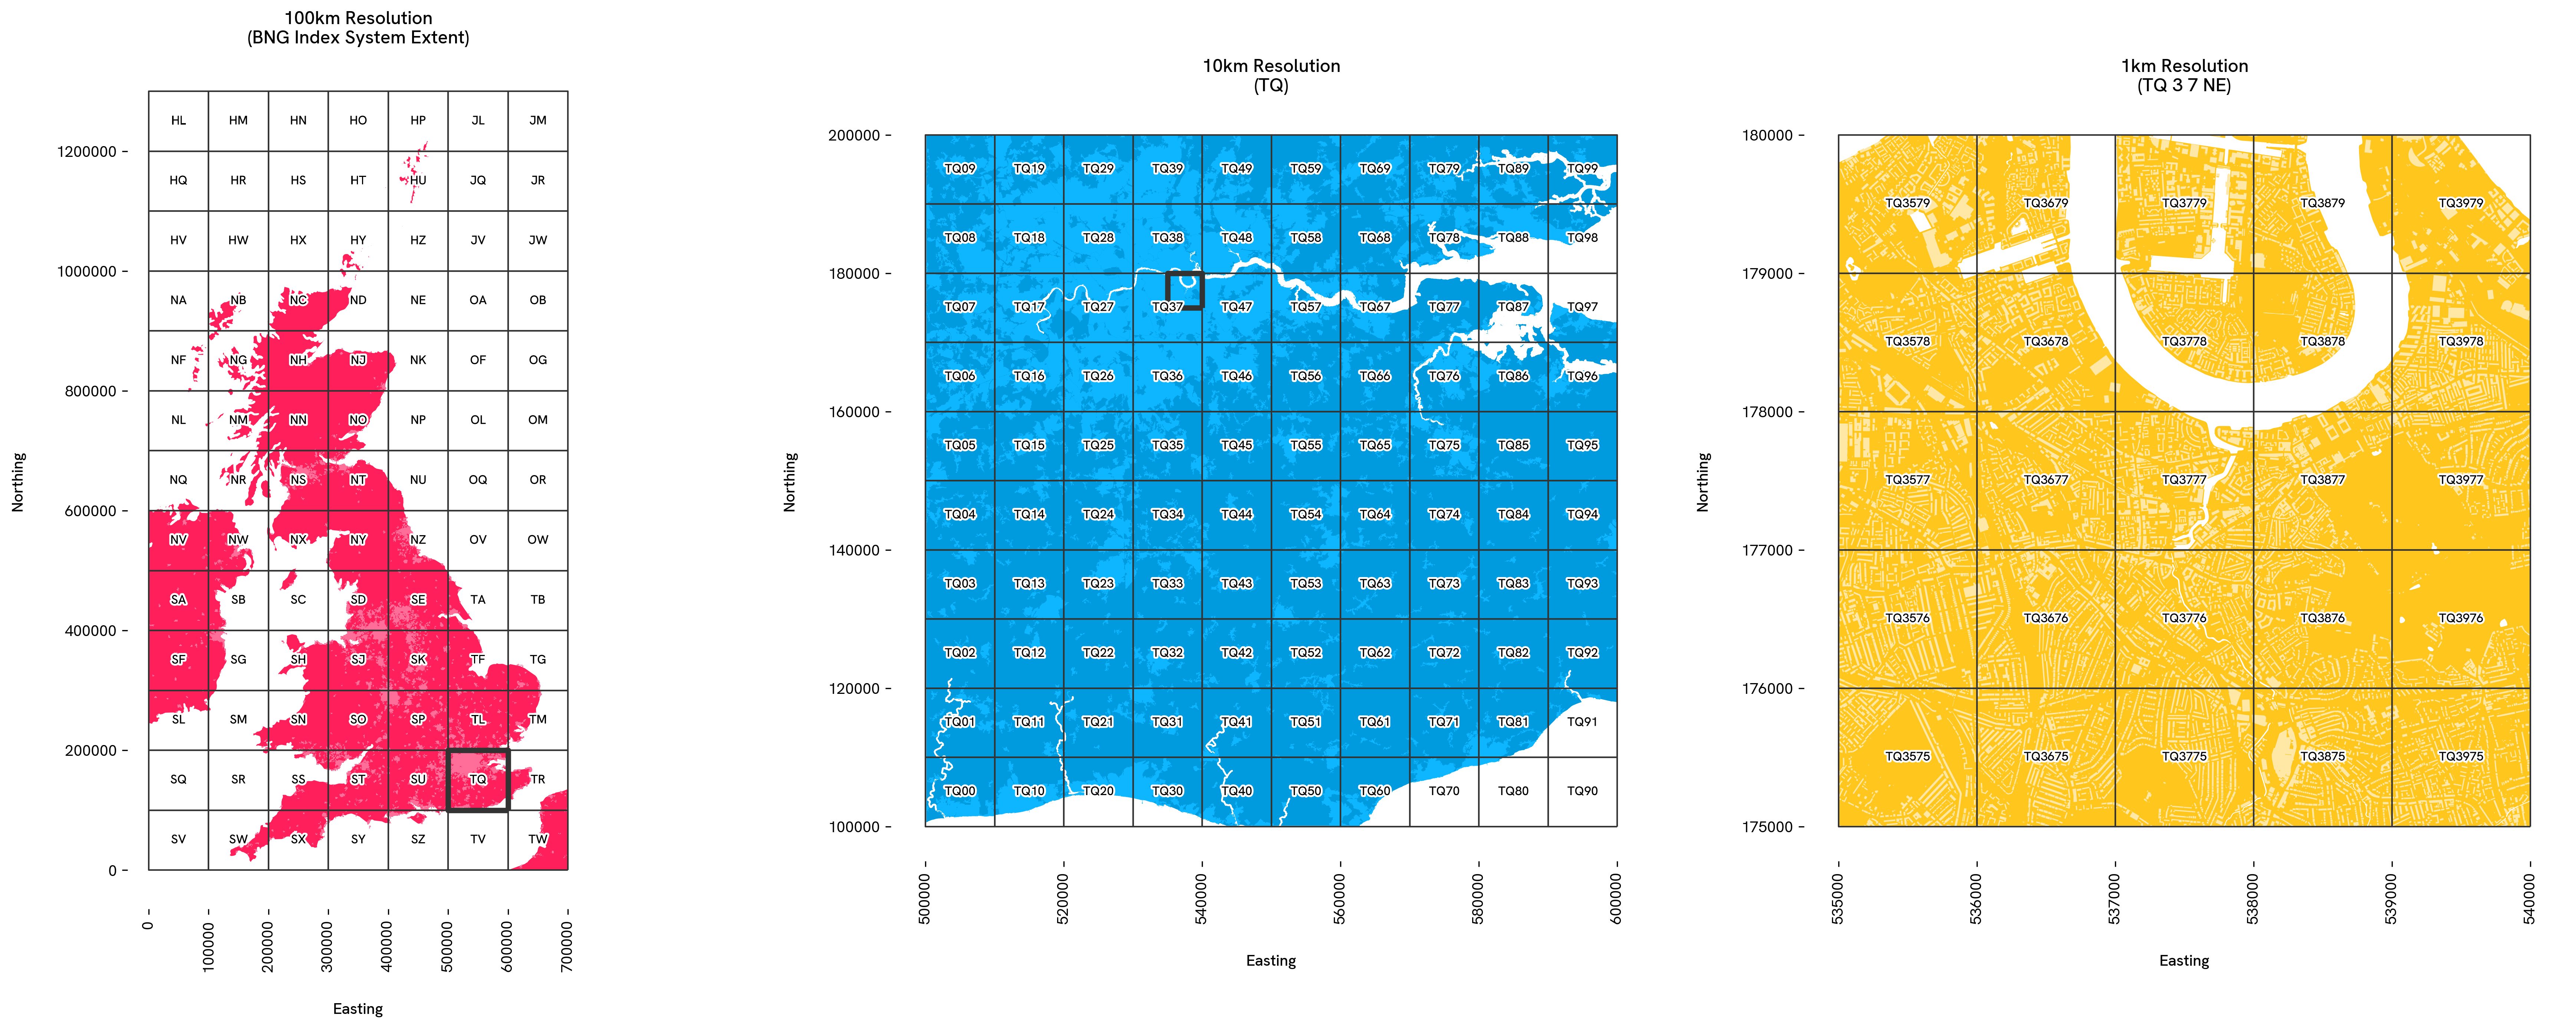 100km Resolution
(BNG Index System Extent)
HL HM HN HO HP JL JM
1200000
HQ HR HS HT HU JQ JR
HV HW HX HY HZ JV JW
1000000
NA NB NC ND NE OA OB
NF NG NH NJ NK OF OG
800000
NL NM NN NO NP OL OM
NQ NR NS NT NU OQ OR
600000
NV NW NX NY NZ OV OW
SA SB SC SD SE TA TB
400000
SF SG SH SJ SK TF TG
SL SM SN SO SP TL TM
200000
SQ SR SS ST SU TQ TR
SV SW SX SY SZ TV TW
0
Northing
0 100000 200000 300000 400000 500000 600000 700000
Easting
10km Resolution
(TQ)
200000
TQ09 TQ19 TQ29 TQ39 TQ49 TQ59 TQ69 TQ79 TQ89 TQ99
TQ08 TQ18 TQ28 TQ38 TQ48 TQ58 TQ68 TQ78 TQ88 TQ98
180000
TQ07 TQ17 TQ27 TQ37 TQ47 TQ57 TQ67 TQ77 TQ87 TQ97
TQ06 TQ16 TQ26 TQ36 TQ46 TQ56 TQ66 TQ76 TQ86 TQ96
160000
TQ05 TQ15 TQ25 TQ35 TQ45 TQ55 TQ65 TQ75 TQ85 TQ95
TQ04 TQ14 TQ24 TQ34 TQ44 TQ54 TQ64 TQ74 TQ84 TQ94
140000
TQ03 TQ13 TQ23 TQ33 TQ43 TQ53 TQ63 TQ73 TQ83 TQ93
TQ02 TQ12 TQ22 TQ32 TQ42 TQ52 TQ62 TQ72 TQ82 TQ92
120000
TQ01 TQ11 TQ21 TQ31 TQ41 TQ51 TQ61 TQ71 TQ81 TQ91
TQ00 TQ10 TQ20 TQ30 TQ40 TQ50 TQ60 TQ70 TQ80 TQ90
100000
Northing
500000 520000 540000 560000 580000 600000
Easting
1km Resolution
(TQ 3 7 NE)
180000
TQ3579 TQ3679 TQ3779 TQ3879 TQ3979
179000
TQ3578 TQ3678 TQ3778 TQ3878 TQ3978
178000
TQ3577 TQ3677 TQ3777 TQ3877 TQ3977
177000
TQ3576 TQ3676 TQ3776 TQ3876 TQ3976
176000
TQ3575 TQ3675 TQ3775 TQ3875 TQ3975
175000
Northing
535000 536000 537000 538000 539000 540000
Easting